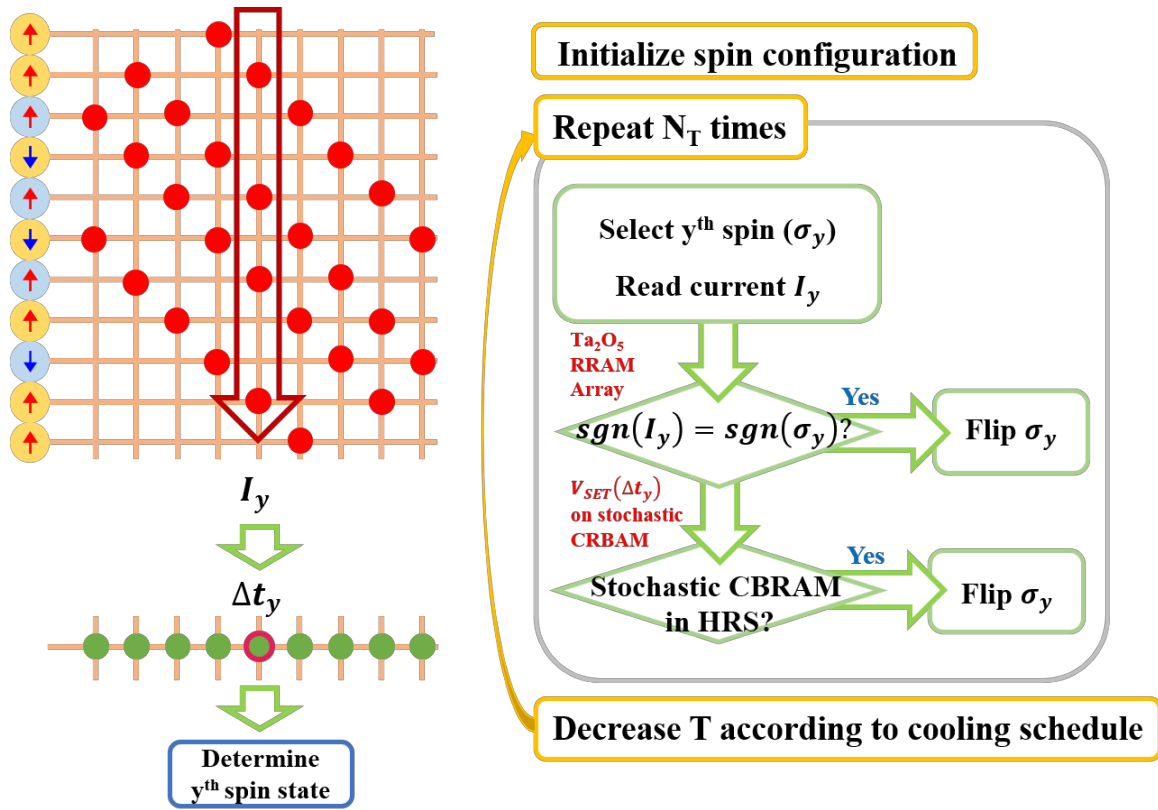 I_y
Δt_y
Determine
yᵗʰ spin state
Initialize spin configuration
Repeat N_T times
Select yᵗʰ spin (σ_y)
Read current I_y
Ta₂O₅
RRAM
Array
sgn(I_y) = sgn(σ_y)?
Yes
Flip σ_y
V_SET(Δt_y)
on stochastic
CRBAM
Stochastic CBRAM
in HRS?
Yes
Flip σ_y
Decrease T according to cooling schedule